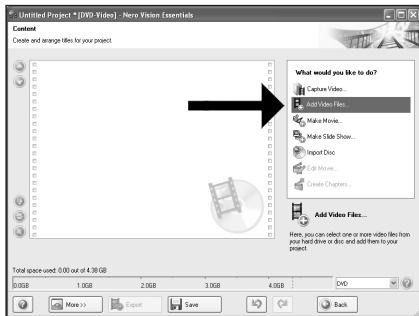 Untitled Project *[DVD-Video] - Nero Vision Essentials
Content
Create and arrange titles for your project.
What would you like to do?
Capture Video...
Add Video Files...
Make Movie...
Make Slide Show...
Import Disc
Edit Movie...
Create Chapters...
Add Video Files...
Here, you can select one or more video files from
your hard drive or disc and add them to your
project.
Total space used: 0.00 out of 4.38 GB
0.0GB 1.0GB 2.0GB 3.0GB 4.0GB DVD
More >> Export Save Back